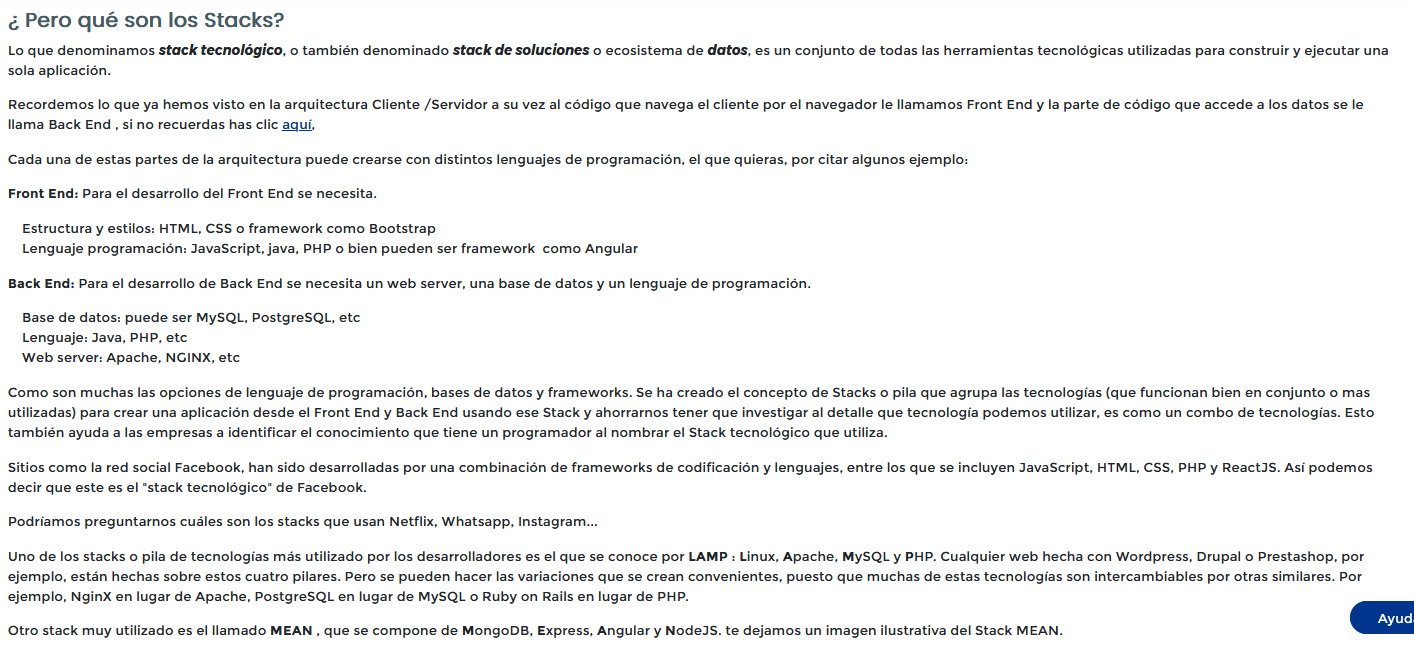 ¿ Pero qué son los Stacks?
Lo que denominamos stack tecnológico, o también denominado stack de soluciones o ecosistema de datos, es un conjunto de todas las herramientas tecnológicas utilizadas para construir y ejecutar una
sola aplicación.
Recordemos lo que ya hemos visto en la arquitectura Cliente /Servidor a su vez al código que navega el cliente por el navegador le llamamos Front End y la parte de código que accede a los datos se le
llama Back End , si no recuerdas has clic aquí,
Cada una de estas partes de la arquitectura puede crearse con distintos lenguajes de programación, el que quieras, por citar algunos ejemplo:
Front End: Para el desarrollo del Front End se necesita.
Estructura y estilos: HTML, CSS o framework como Bootstrap
Lenguaje programación: JavaScript, java, PHP o bien pueden ser framework  como Angular
Back End: Para el desarrollo de Back End se necesita un web server, una base de datos y un lenguaje de programación.
Base de datos: puede ser MySQL, PostgreSQL, etc
Lenguaje: Java, PHP, etc
Web server: Apache, NGINX, etc
Como son muchas las opciones de lenguaje de programación, bases de datos y frameworks. Se ha creado el concepto de Stacks o pila que agrupa las tecnologías (que funcionan bien en conjunto o mas
utilizadas) para crear una aplicación desde el Front End y Back End usando ese Stack y ahorrarnos tener que investigar al detalle que tecnología podemos utilizar, es como un combo de tecnologías. Esto
también ayuda a las empresas a identificar el conocimiento que tiene un programador al nombrar el Stack tecnológico que utiliza.
Sitios como la red social Facebook, han sido desarrolladas por una combinación de frameworks de codificación y lenguajes, entre los que se incluyen JavaScript, HTML, CSS, PHP y ReactJS. Así podemos
decir que este es el "stack tecnológico" de Facebook.
Podríamos preguntarnos cuáles son los stacks que usan Netflix, Whatsapp, Instagram...
Uno de los stacks o pila de tecnologías más utilizado por los desarrolladores es el que se conoce por LAMP : Linux, Apache, MySQL y PHP. Cualquier web hecha con Wordpress, Drupal o Prestashop, por
ejemplo, están hechas sobre estos cuatro pilares. Pero se pueden hacer las variaciones que se crean convenientes, puesto que muchas de estas tecnologías son intercambiables por otras similares. Por
ejemplo, NginX en lugar de Apache, PostgreSQL en lugar de MySQL o Ruby on Rails en lugar de PHP.
Otro stack muy utilizado es el llamado MEAN , que se compone de MongoDB, Express, Angular y NodeJS. te dejamos un imagen ilustrativa del Stack MEAN.